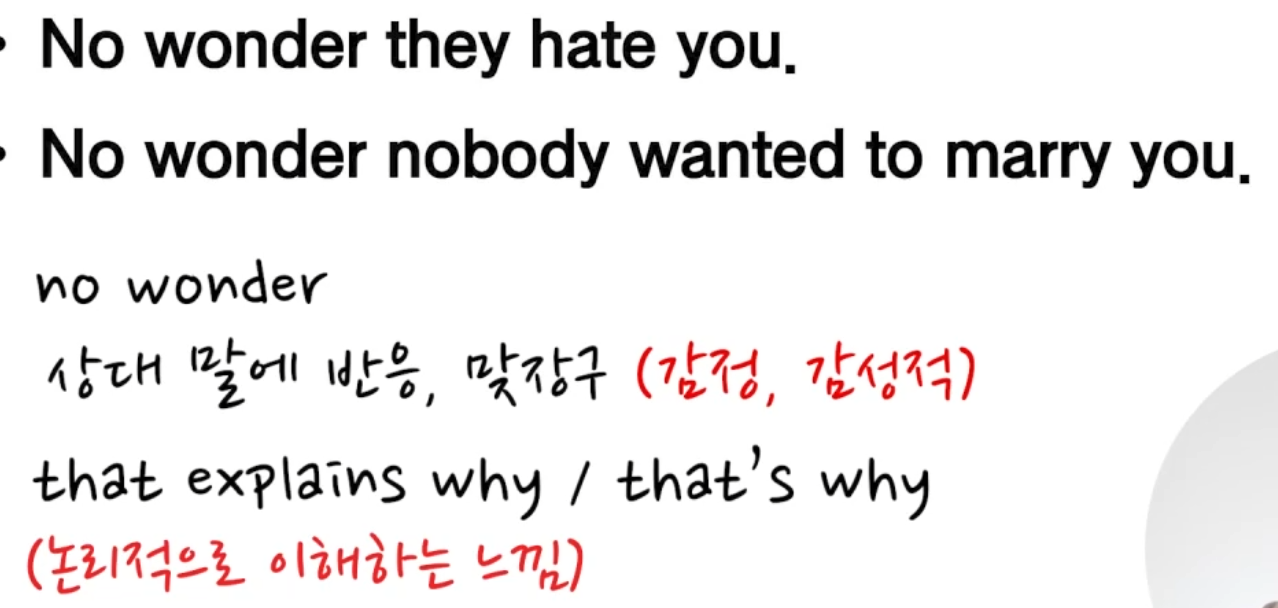 • No wonder they hate you.
• No wonder nobody wanted to marry you.
no wonder
상대 말에 반응, 맞장구 (감정, 감성적)
that explains why / that's why
(논리적으로 이해하는 느낌)